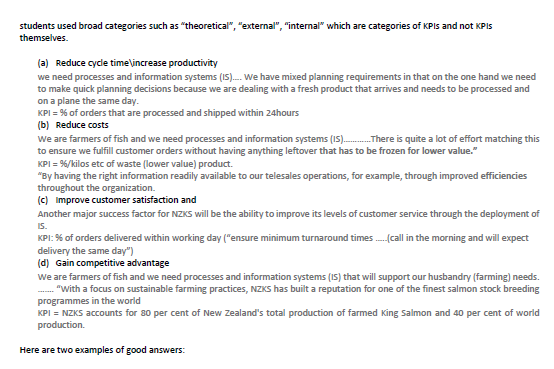 students used broad categories such as "theoretical", "external", "internal" which are categories of KPIs and not KPIs
themselves.
(a) Reduce cycle time\increase productivity
we need processes and information systems (IS).... We have mixed planning requirements in that on the one hand we need
to make quick planning decisions because we are dealing with a fresh product that arrives and needs to be processed and
on a plane the same day.
KPI = % of orders that are processed and shipped within 24hours
(b) Reduce costs
We are farmers of fish and we need processes and information systems (IS)............There is quite a lot of effort matching this
to ensure we fulfill customer orders without having anything leftover that has to be frozen for lower value."
KPI = %/kilos etc of waste (lower value) product.
"By having the right information readily available to our telesales operations, for example, through improved efficiencies
throughout the organization.
(c) Improve customer satisfaction and
Another major success factor for NZKS will be the ability to improve its levels of customer service through the deployment of
IS.
KPI: % of orders delivered within working day ("ensure minimum turnaround times .....(call in the morning and will expect
delivery the same day")
(d) Gain competitive advantage
We are farmers of fish and we need processes and information systems (IS) that will support our husbandry (farming) needs.
....... "With a focus on sustainable farming practices, NZKS has built a reputation for one of the finest salmon stock breeding
programmes in the world
KPI = NZKS accounts for 80 per cent of New Zealand's total production of farmed King Salmon and 40 per cent of world
production.
Here are two examples of good answers: